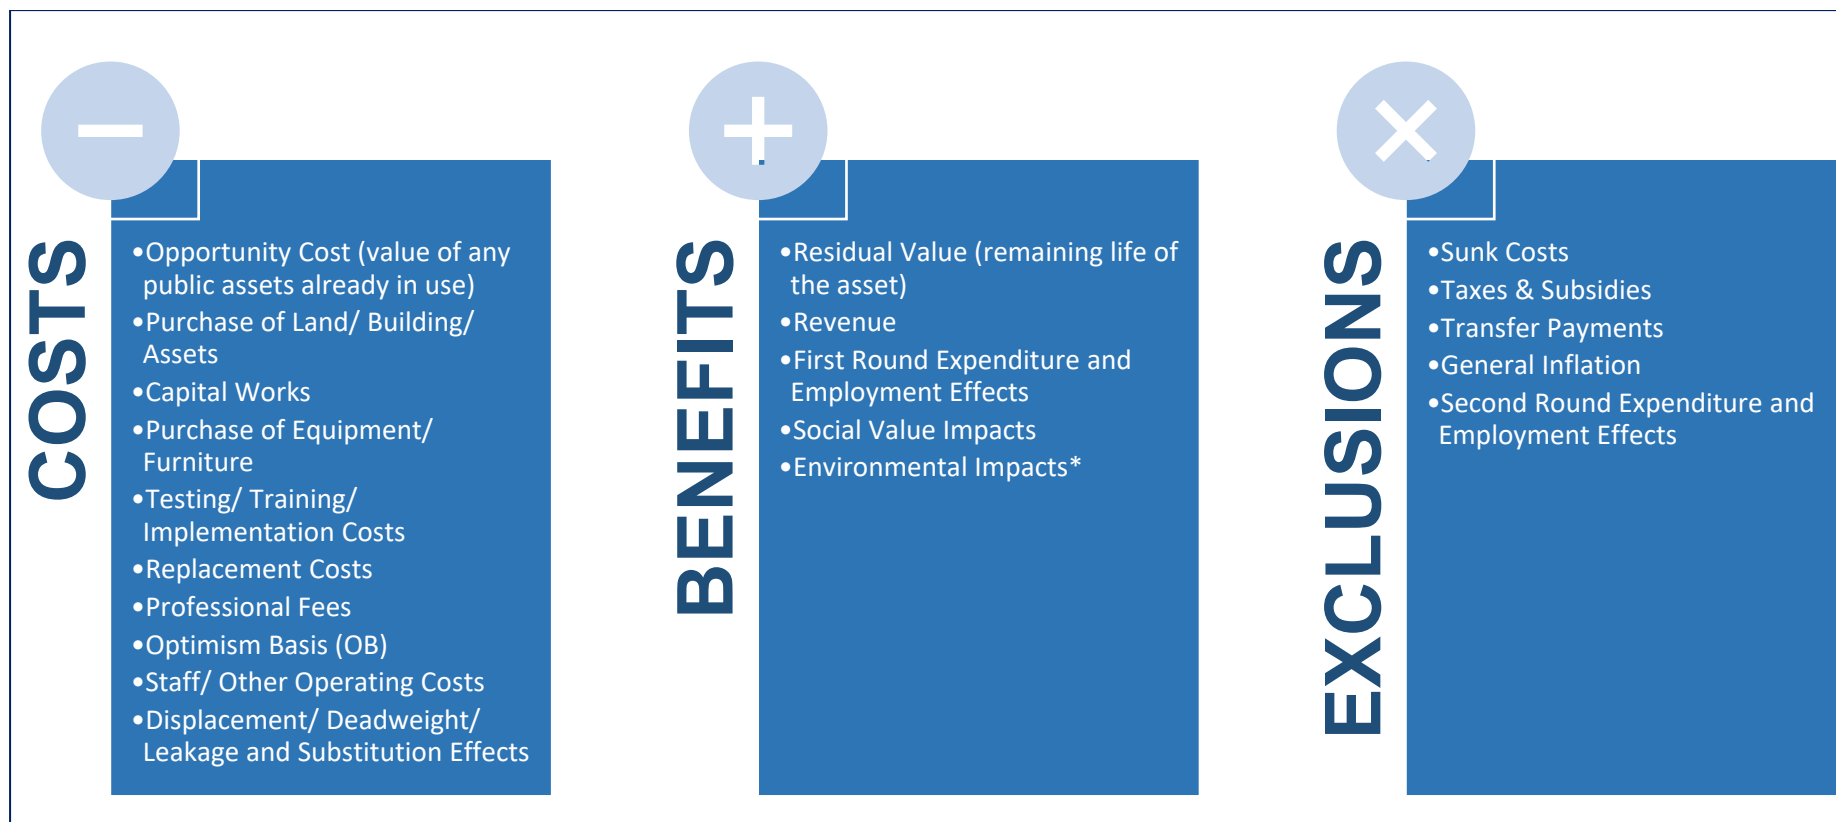 COSTS
•Opportunity Cost (value of any
public assets already in use)
•Purchase of Land/ Building/
Assets
•Capital Works
•Purchase of Equipment/
Furniture
•Testing/ Training/
Implementation Costs
•Replacement Costs
•Professional Fees
•Optimism Basis (OB)
•Staff/ Other Operating Costs
•Displacement/ Deadweight/
Leakage and Substitution Effects
BENEFITS
•Residual Value (remaining life of
the asset)
•Revenue
•First Round Expenditure and
Employment Effects
•Social Value Impacts
•Environmental Impacts*
EXCLUSIONS
•Sunk Costs
•Taxes & Subsidies
•Transfer Payments
•General Inflation
•Second Round Expenditure and
Employment Effects